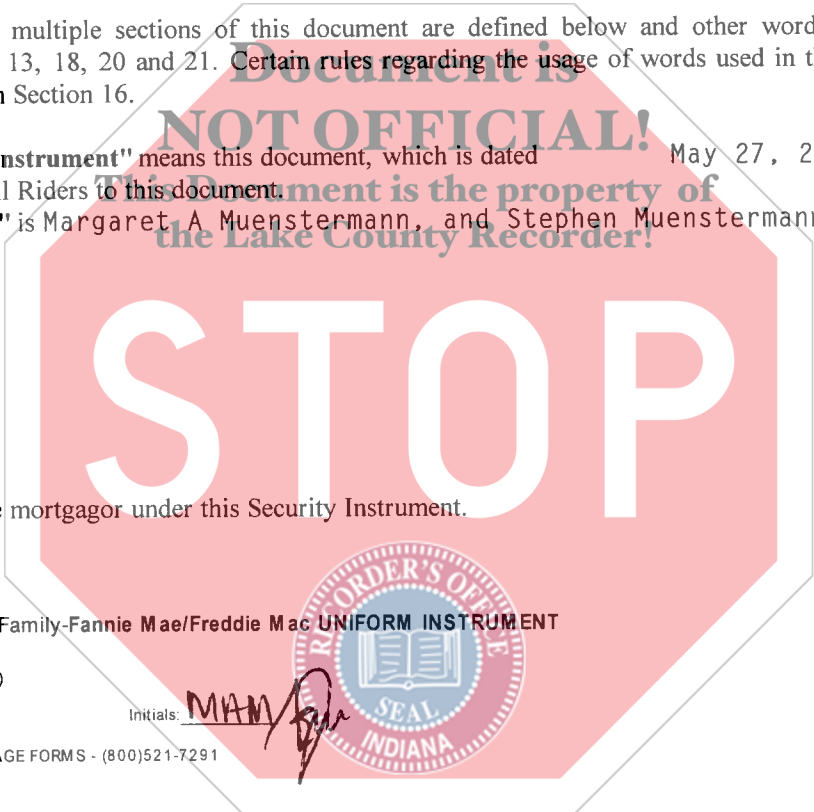 multiple sections of this document are defined below and other word
13, 18, 20 and 21. Certain rules regarding the usage of words used in t
Section 16.
Document is
NOT OFFICIAL!
This Document is the property of
the Lake County Recorder!
nstrument" means this document, which is dated May 27, 2
l Riders to this document.
" is Margaret A Muenstermann, and Stephen Muenstermann
STOP
mortgagor under this Security Instrument.
Family-Fannie Mae/Freddie Mac UNIFORM INSTRUMENT
RECORDER'S OFFICE
SEAL
INDIANA
Initials: MAM
AGE FORMS - (800)521-7291